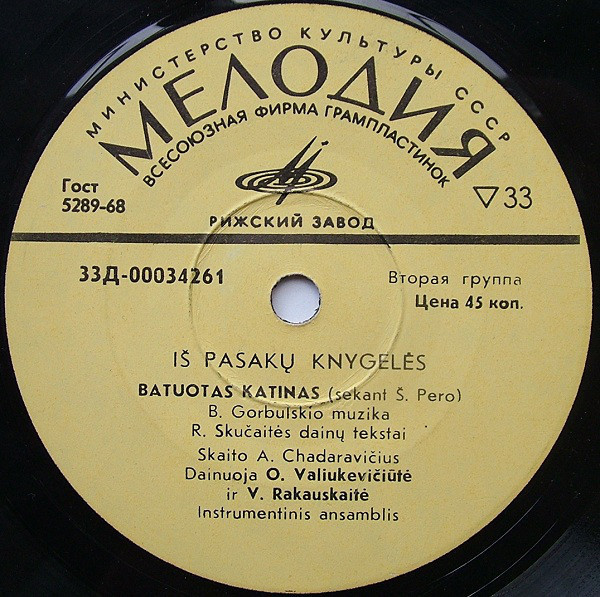 МИНИСТЕРСТВО КУЛЬТУРЫ СССР
МЕЛОДИЯ
ВСЕСОЮЗНАЯ ФИРМА ГРАМПЛАСТИНОК
Гост
5289-68
▽33
РИЖСКИЙ ЗАВОД
33Д-00034261
Вторая группа
Цена 45 коп.
IŠ PASAKŲ KNYGELĖS
BATUOTAS KATINAS (sekant Š. Pero)
B. Gorbulskio muzika
R. Skučaitės dainų tekstai
Skaito A. Chadaravičius
Dainuoja O. Valiukevičiūtė
ir V. Rakauskaitė
Instrumentinis ansamblis